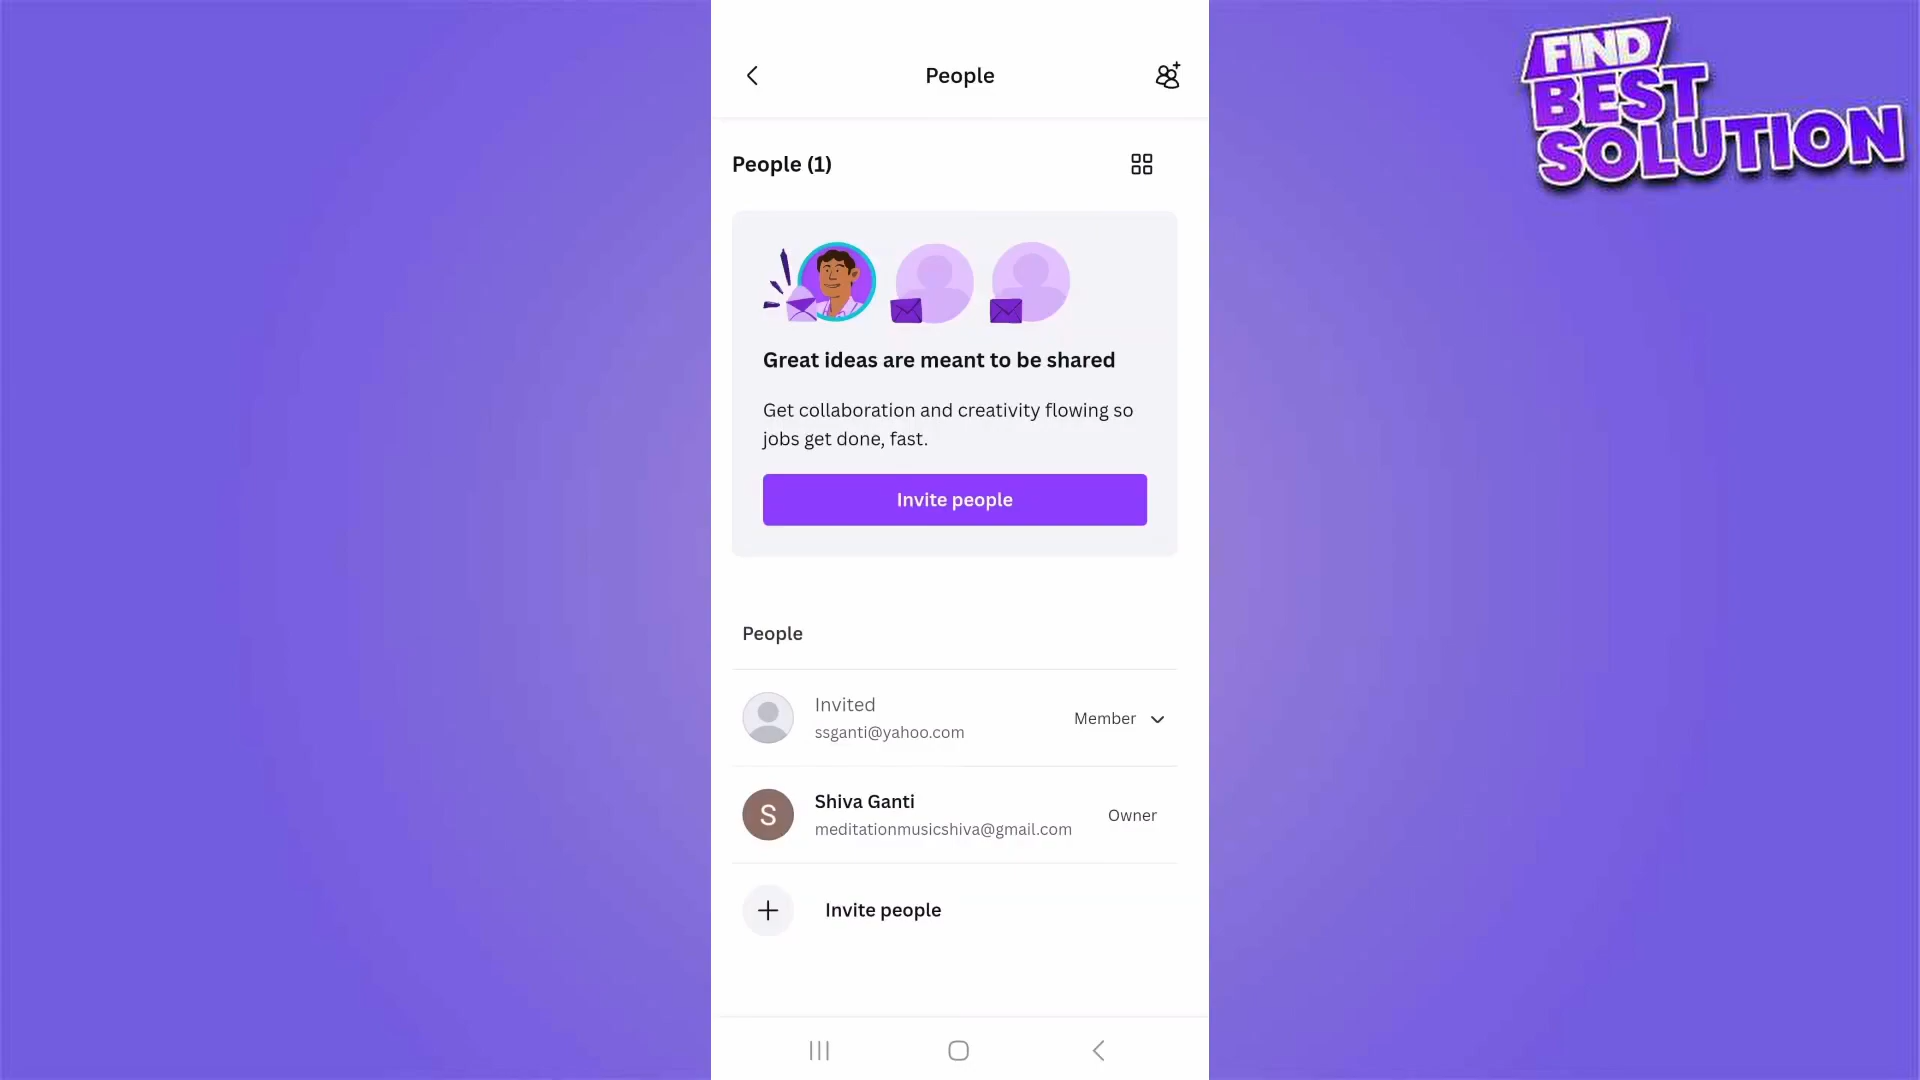 People
FIND
BEST
SOLUTION
People (1)
Great ideas are meant to be shared
Get collaboration and creativity flowing so
jobs get done, fast.
Invite people
People
Invited
ssganti@yahoo.com
Member
S
Shiva Ganti
meditationmusicshiva@gmail.com
Owner
Invite people